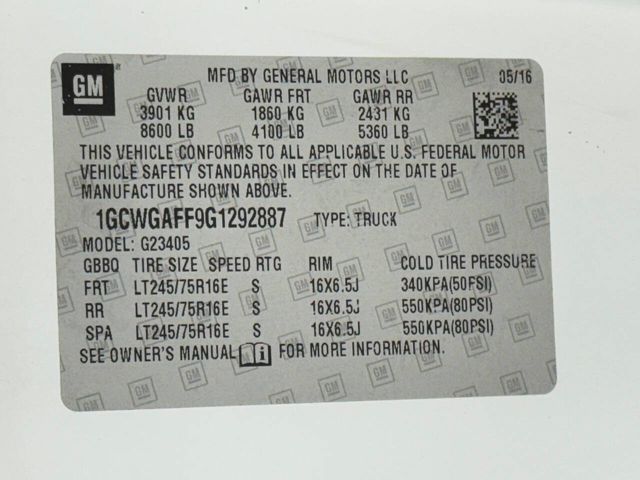 GM
MFD BY GENERAL MOTORS LLC 05/16
GVWR GAWR FRT GAWR RR
3901 KG 1860 KG 2431 KG
8600 LB 4100 LB 5360 LB
THIS VEHICLE CONFORMS TO ALL APPLICABLE U.S. FEDERAL MOTOR
VEHICLE SAFETY STANDARDS IN EFFECT ON THE DATE OF
MANUFACTURE SHOWN ABOVE.
1GCWGAFF9G1292887 TYPE: TRUCK
MODEL: G23405
GBBQ TIRE SIZE SPEED RTG RIM COLD TIRE PRESSURE
FRT LT245/75R16E S 16X6.5J 340KPA(50PSI)
RR LT245/75R16E S 16X6.5J 550KPA(80PSI)
SPA LT245/75R16E S 16X6.5J 550KPA(80PSI)
SEE OWNER'S MANUAL FOR MORE INFORMATION.